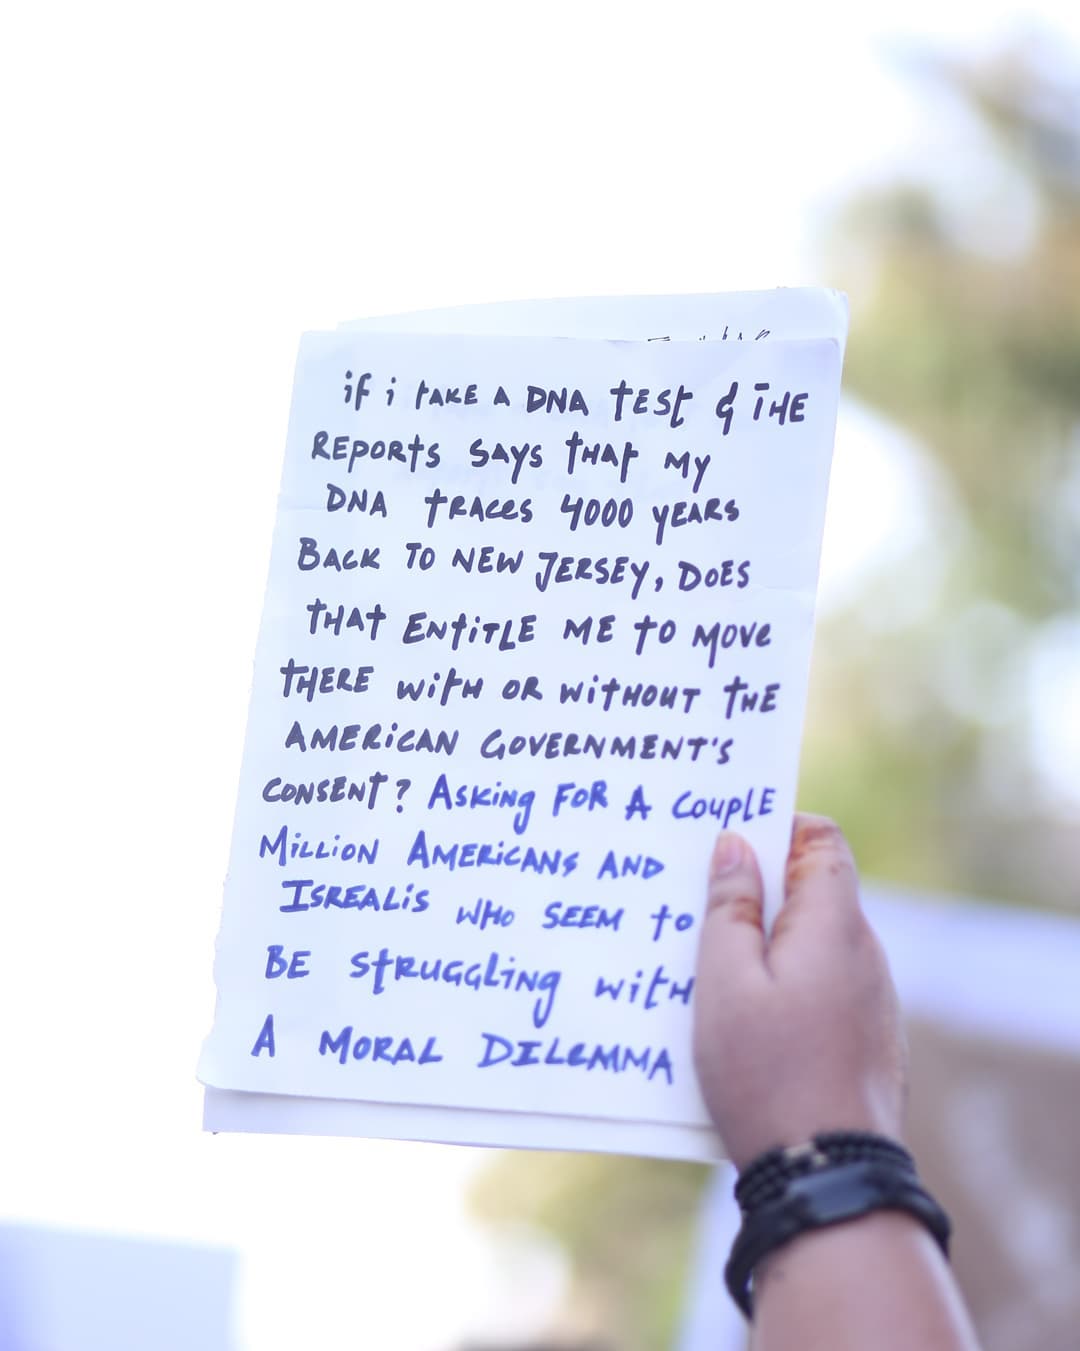 if i take A DNA test & THE
REPORTS SAYS tHAt MY
DNA tRACES 4000 YEARS
BACK TO NEW JERSEY, DOES
tHAt ENtiTLE ME TO MOVE
tHERE WitH OR WitHOUT tHE
AMERiCAN GOVERNMENT'S
CONSENT? ASKing FOR A COUPLE
MiLLiON AMERiCANS AND
ISREALiS WHO SEEM to
BE StRUGGLing WitH
A MORAL DILEMMA